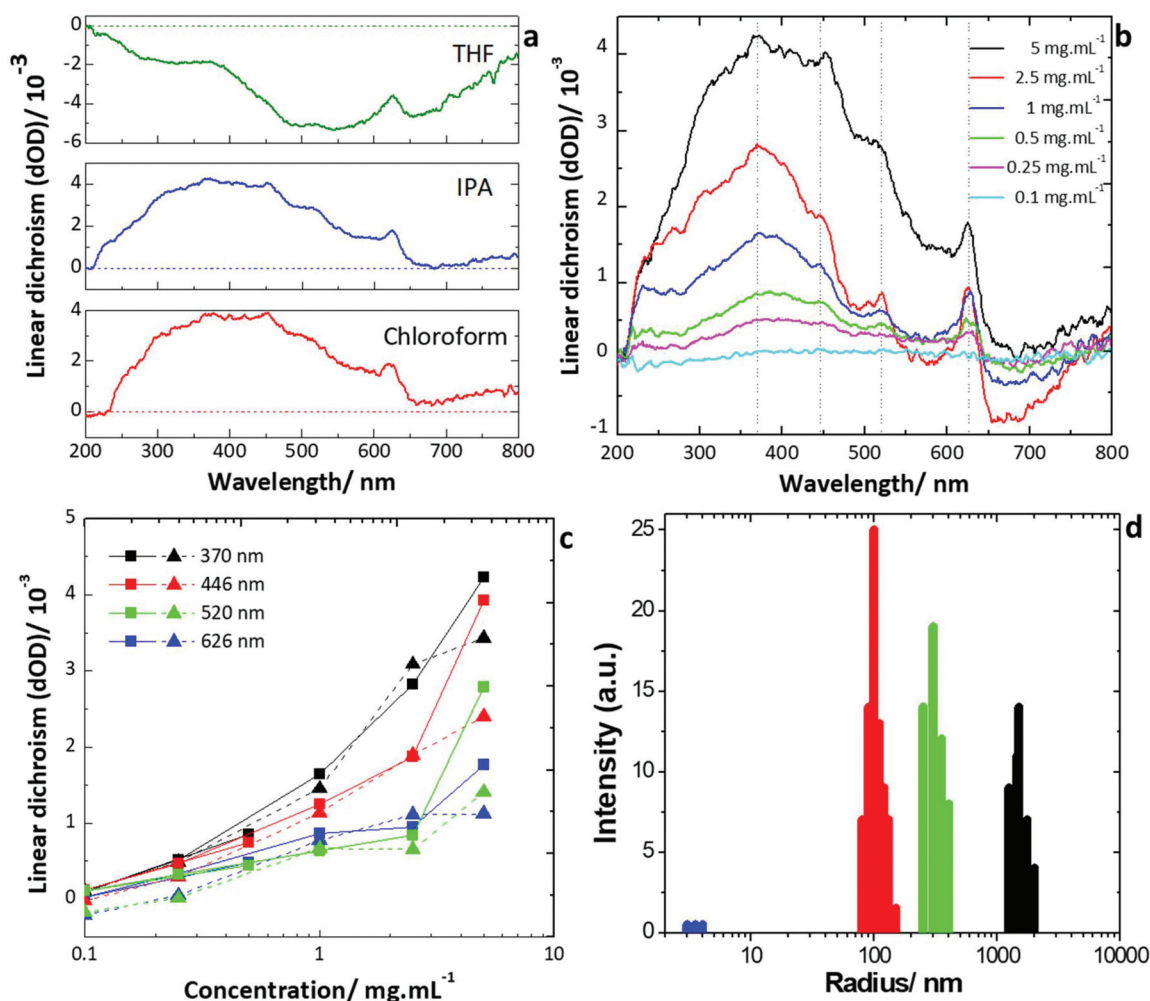 a
THF
0
-2
-4
-6
IPA
4
2
0
Chloroform
4
2
0
200 300 400 500 600 700 800
Wavelength/ nm
Linear dichroism (dOD)/ 10⁻³
b
5 mg.mL⁻¹
2.5 mg.mL⁻¹
1 mg.mL⁻¹
0.5 mg.mL⁻¹
0.25 mg.mL⁻¹
0.1 mg.mL⁻¹
4
3
2
1
0
-1
200 300 400 500 600 700 800
Wavelength/ nm
Linear dichroism (dOD)/ 10⁻³
c
370 nm
446 nm
520 nm
626 nm
5
4
3
2
1
0
0.1 1 10
Concentration/ mg.mL⁻¹
Linear dichroism (dOD)/ 10⁻³
d
25
20
15
10
5
0
10 100 1000 10000
Radius/ nm
Intensity (a.u.)